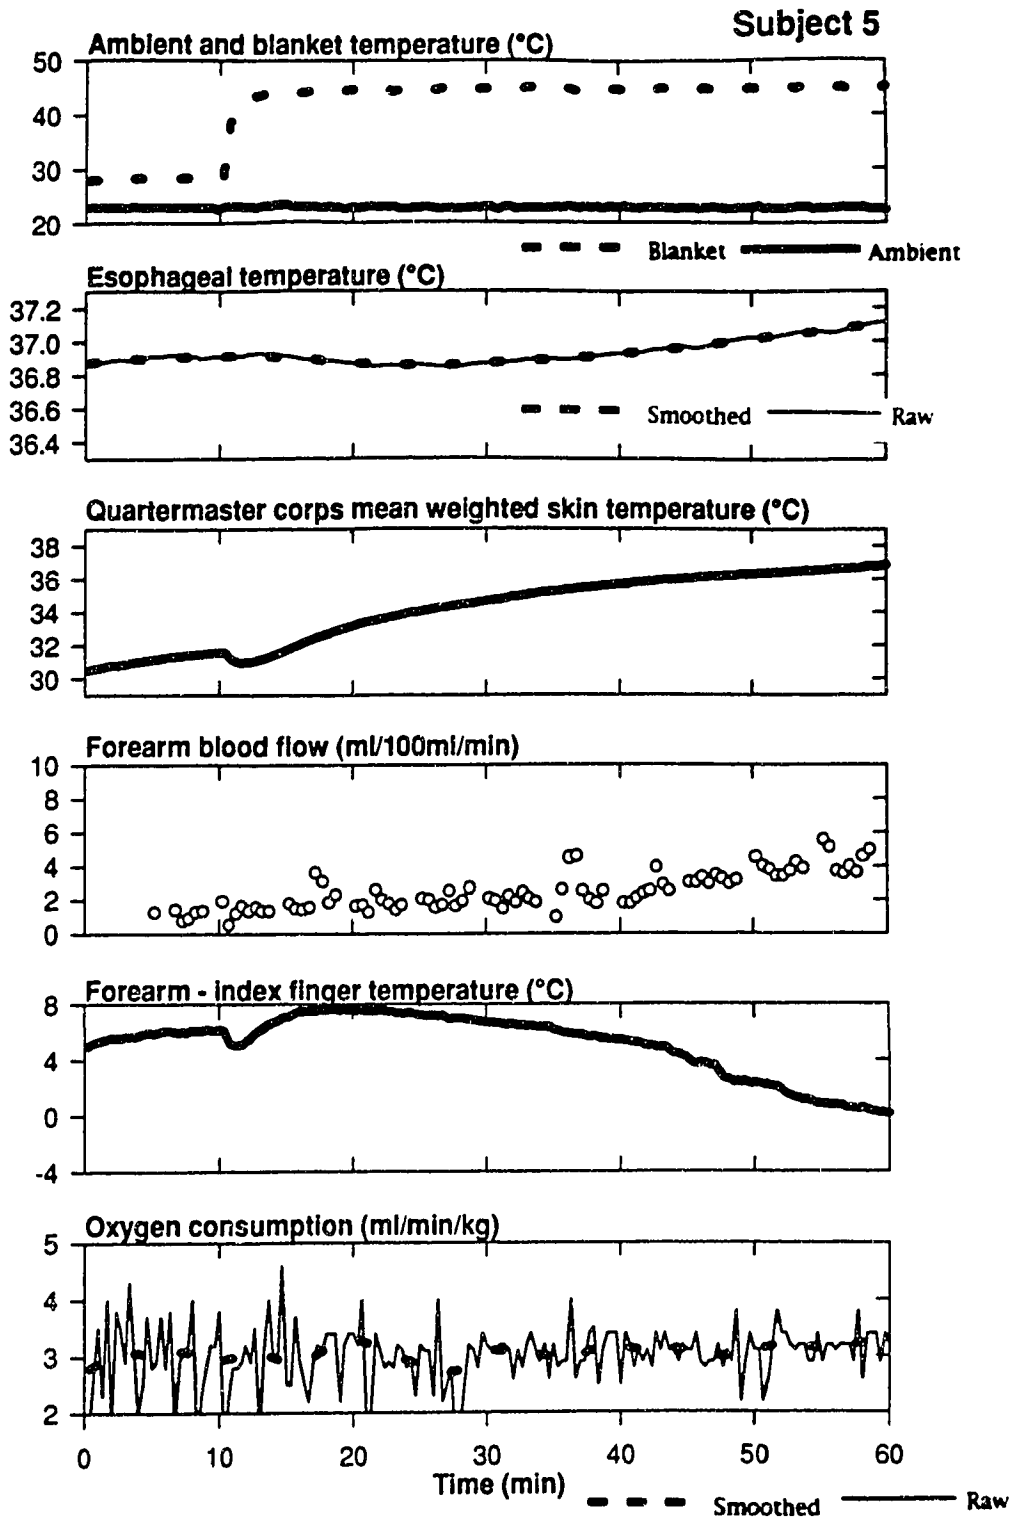 Subject 5
Ambient and blanket temperature (°C)
50
40
30
20
Blanket Ambient
Esophageal temperature (°C)
37.2
37.0
36.8
36.6
36.4
Smoothed Raw
Quartermaster corps mean weighted skin temperature (°C)
38
36
34
32
30
Forearm blood flow (ml/100ml/min)
10
8
6
4
2
0
Forearm - index finger temperature (°C)
8
4
0
-4
Oxygen consumption (ml/min/kg)
5
4
3
2
0 10 20 30 40 50 60
Time (min)
Smoothed Raw